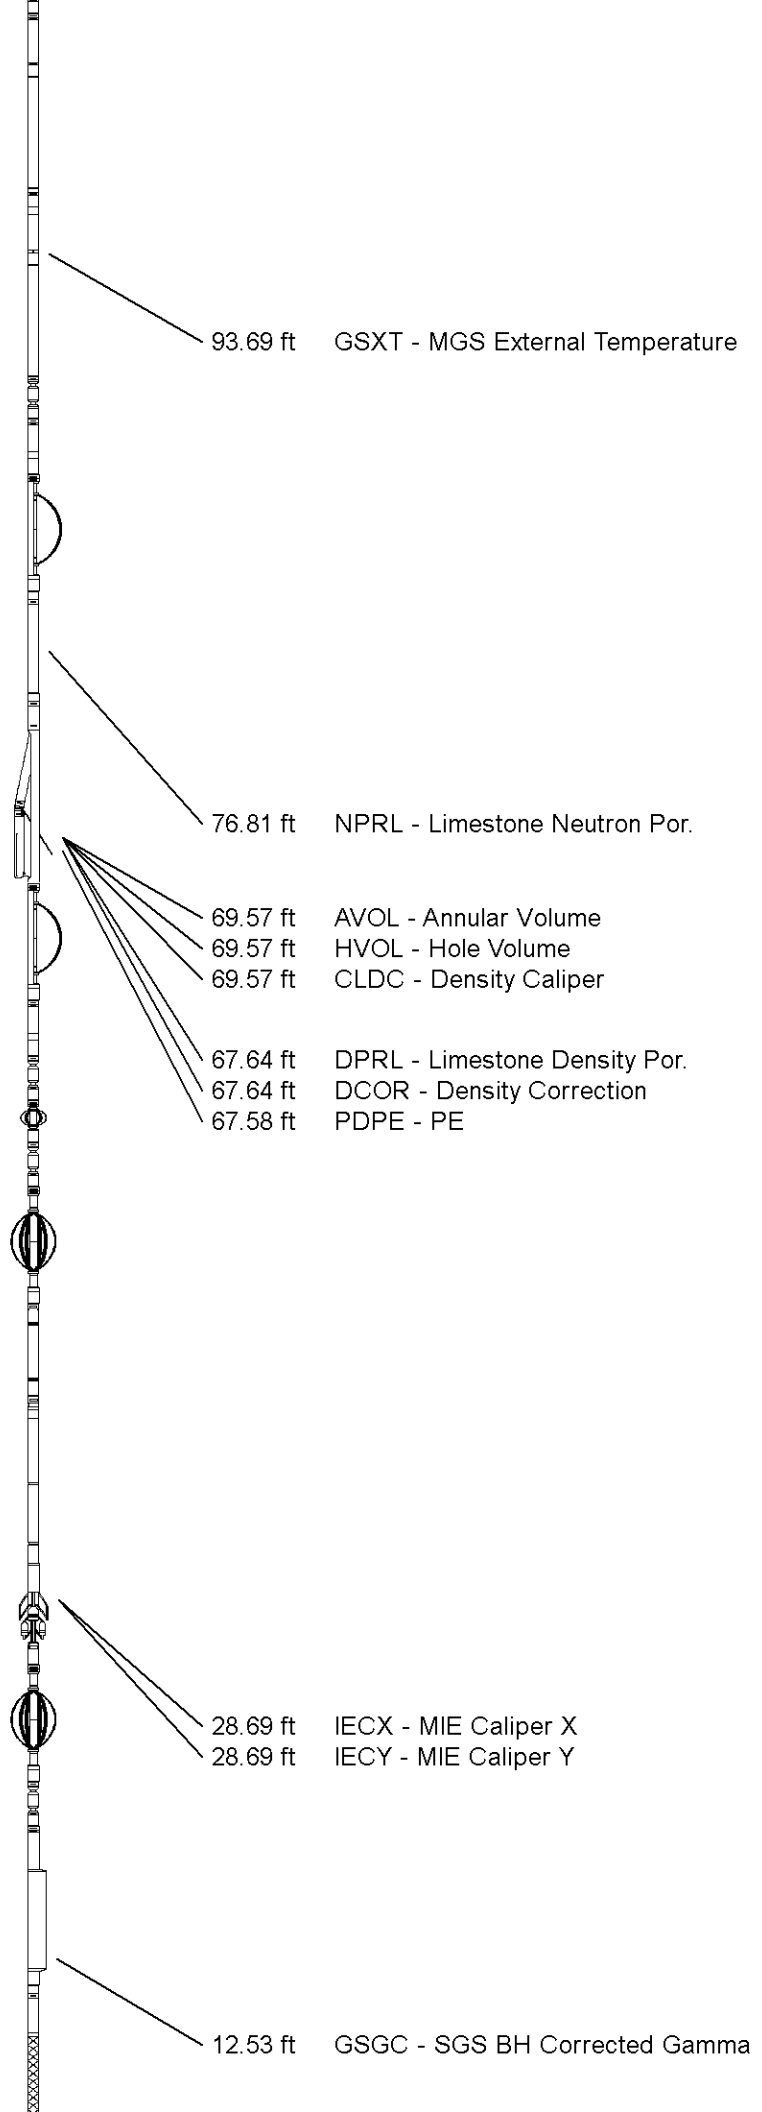 93.69 ft GSXT - MGS External Temperature
76.81 ft NPRL - Limestone Neutron Por.
69.57 ft AVOL - Annular Volume
69.57 ft HVOL - Hole Volume
69.57 ft CLDC - Density Caliper
67.64 ft DPRL - Limestone Density Por.
67.64 ft DCOR - Density Correction
67.58 ft PDPE - PE
28.69 ft IECX - MIE Caliper X
28.69 ft IECY - MIE Caliper Y
12.53 ft GSGC - SGS BH Corrected Gamma